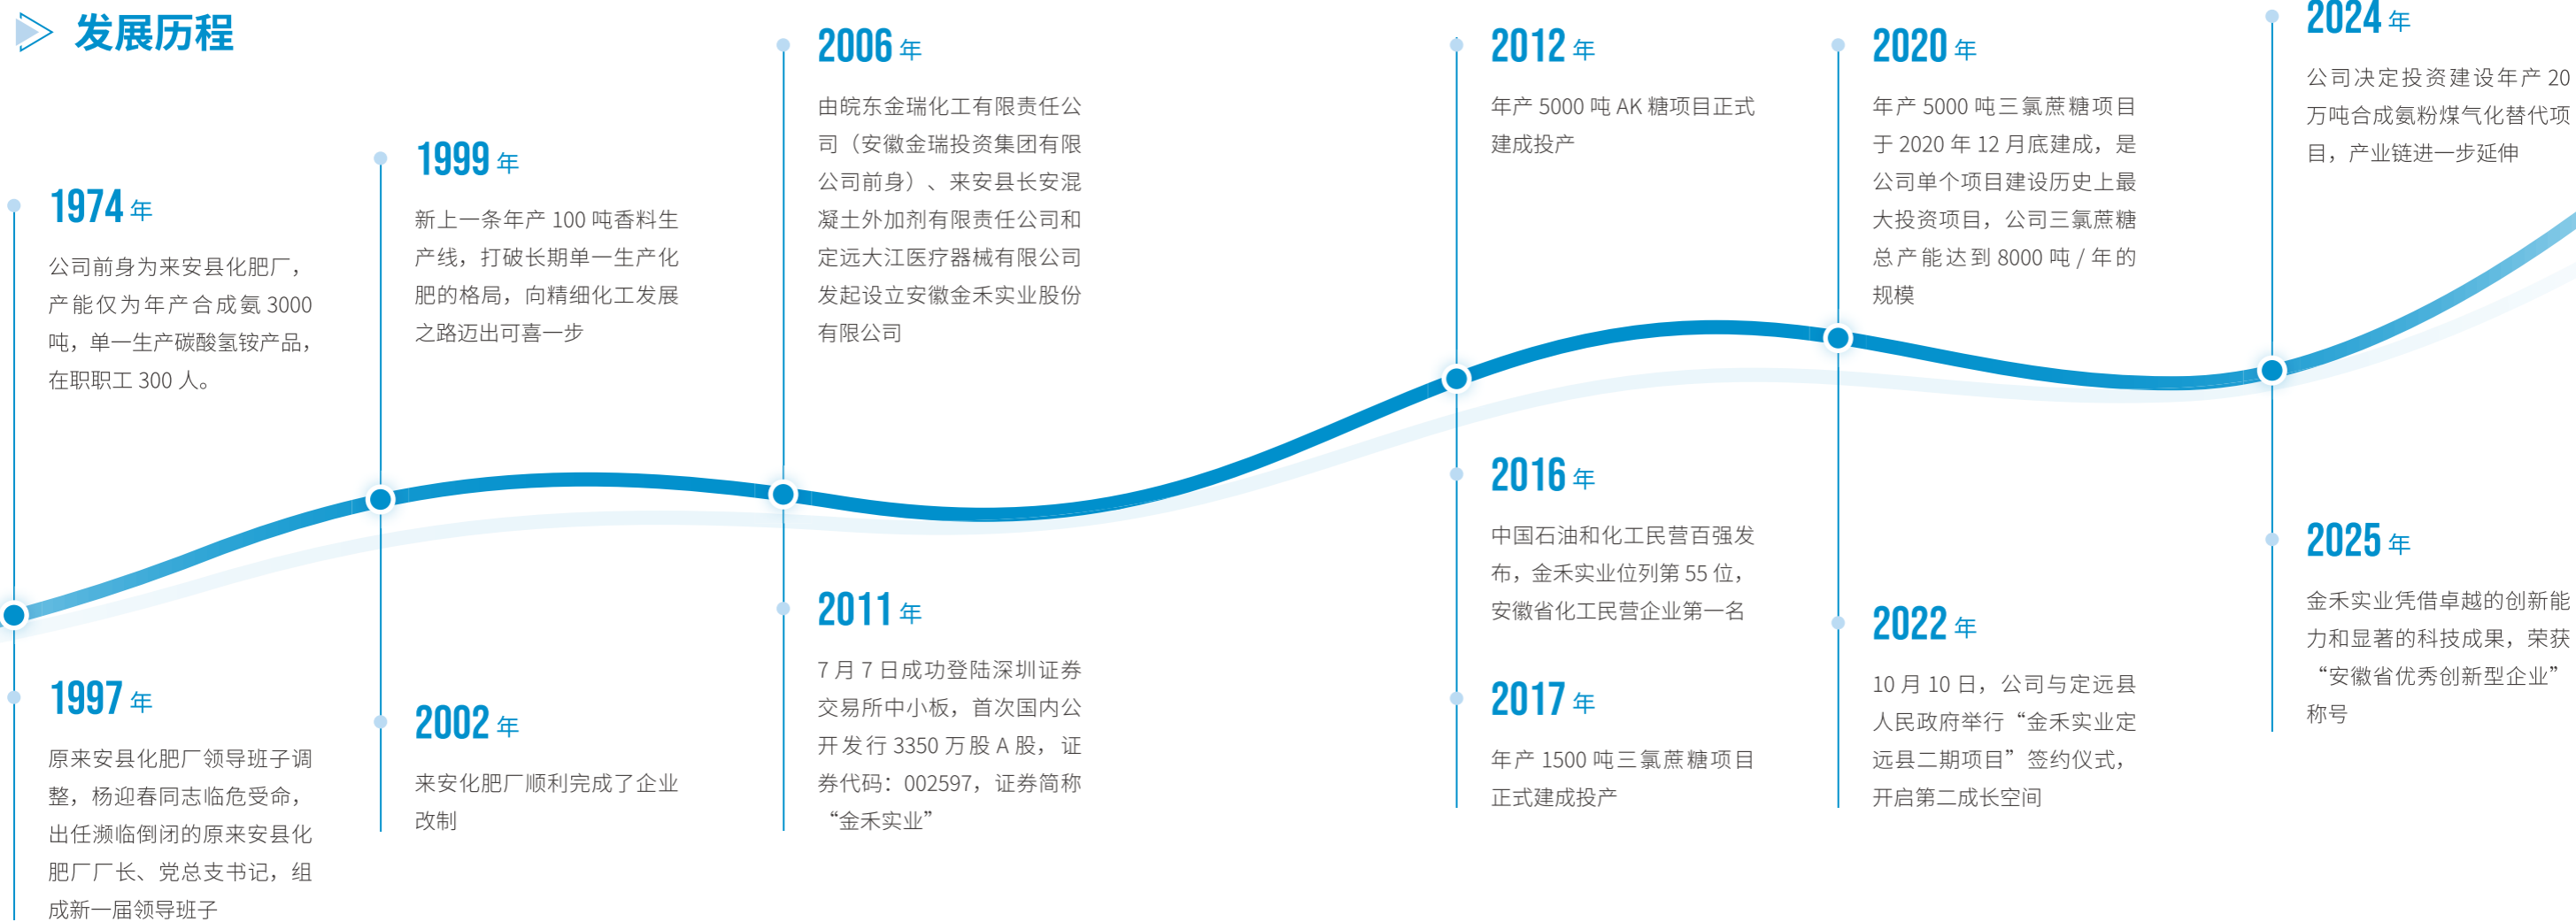 发展历程
1974 年
公司前身为来安县化肥厂，
产能仅为年产合成氨 3000
吨，单一生产碳酸氢铵产品，
在职职工 300 人。
1997 年
原来安县化肥厂领导班子调
整，杨迎春同志临危受命，
出任濒临倒闭的原来安县化
肥厂厂长、党总支书记，组
成新一届领导班子
1999 年
新上一条年产 100 吨香料生
产线，打破长期单一生产化
肥的格局，向精细化工发展
之路迈出可喜一步
2002 年
来安化肥厂顺利完成了企业
改制
2006 年
由皖东金瑞化工有限责任公
司（安徽金瑞投资集团有限
公司前身）、来安县长安混
凝土外加剂有限责任公司和
定远大江医疗器械有限公司
发起设立安徽金禾实业股份
有限公司
2011 年
7 月 7 日成功登陆深圳证券
交易所中小板，首次国内公
开发行 3350 万股 A 股，证
券代码：002597，证券简称
“金禾实业”
2012 年
年产 5000 吨 AK 糖项目正式
建成投产
2016 年
中国石油和化工民营百强发
布，金禾实业位列第 55 位，
安徽省化工民营企业第一名
2017 年
年产 1500 吨三氯蔗糖项目
正式建成投产
2020 年
年产 5000 吨三氯蔗糖项目
于 2020 年 12 月底建成，是
公司单个项目建设历史上最
大投资项目，公司三氯蔗糖
总产能达到 8000 吨 / 年的
规模
2022 年
10 月 10 日，公司与定远县
人民政府举行“金禾实业定
远县二期项目”签约仪式，
开启第二成长空间
2024 年
公司决定投资建设年产 20
万吨合成氨粉煤气化替代项
目，产业链进一步延伸
2025 年
金禾实业凭借卓越的创新能
力和显著的科技成果，荣获
“安徽省优秀创新型企业”
称号